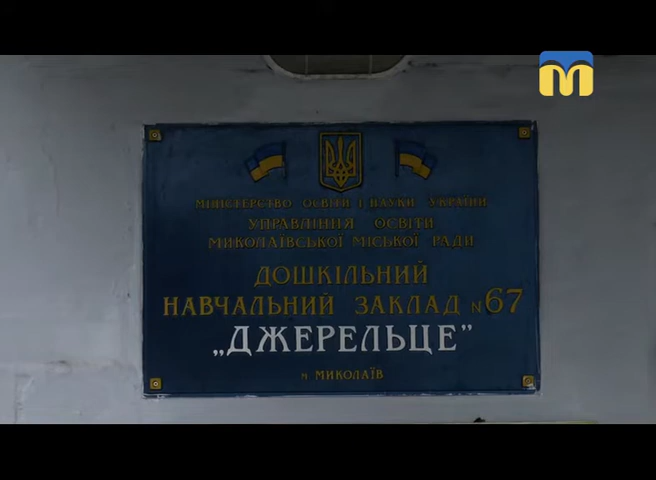 М
МІНІСТЕРСТВО ОСВІТИ І НАУКИ УКРАЇНИ
УПРАВЛІННЯ ОСВІТИ
МИКОЛАЇВСЬКОЇ МІСЬКОЇ РАДИ
ДОШКІЛЬНИЙ
НАВЧАЛЬНИЙ ЗАКЛАД №67
„ДЖЕРЕЛЬЦЕ”
м МИКОЛАЇВ